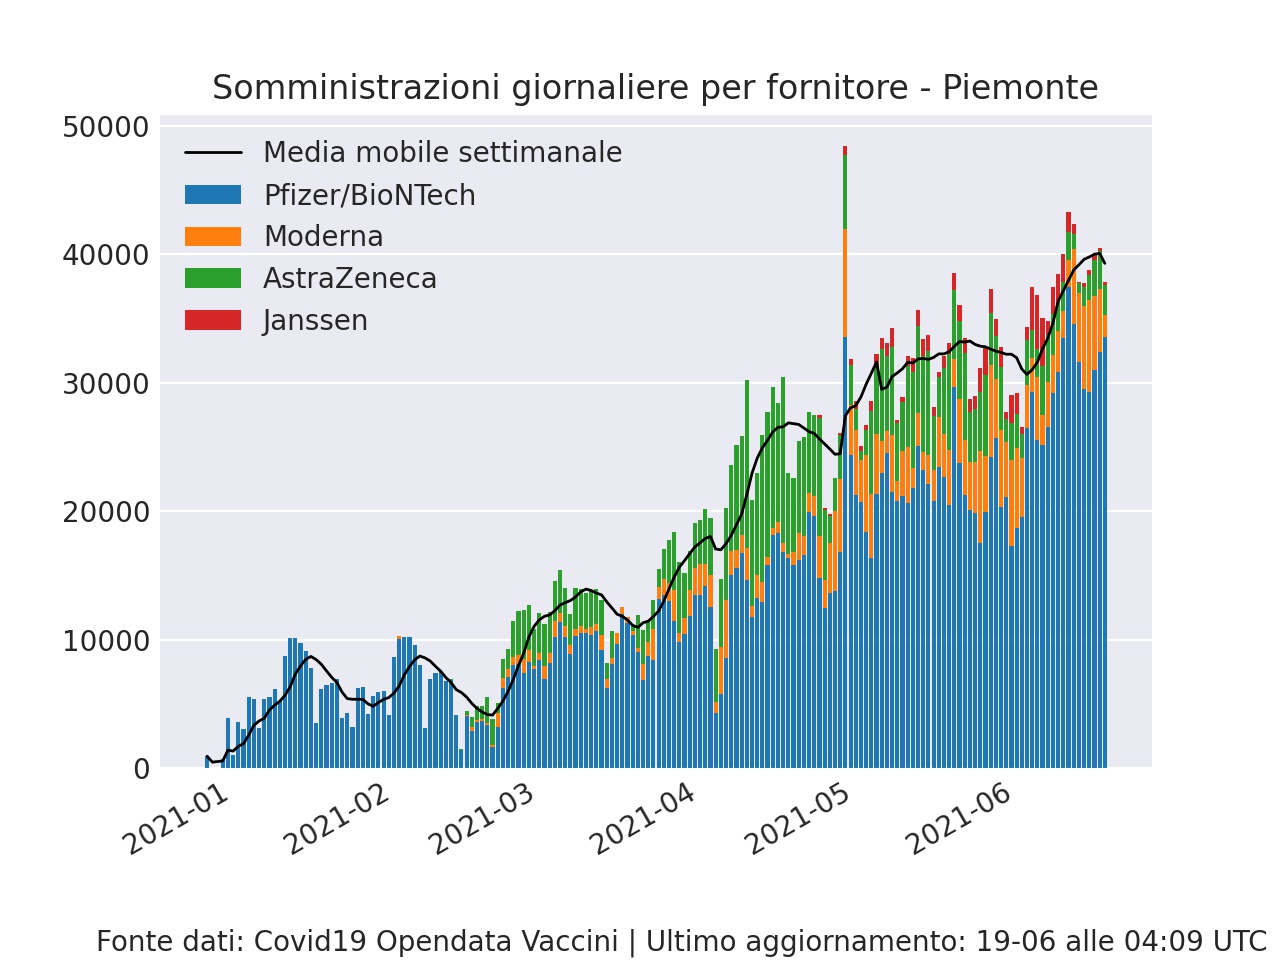 Somministrazioni giornaliere per fornitore - Piemonte
50000
40000
30000
20000
10000
0
Media mobile settimanale
Pfizer/BioNTech
Moderna
AstraZeneca
Janssen
2021-01
2021-02
2021-03
2021-04
2021-05
2021-06
Fonte dati: Covid19 Opendata Vaccini | Ultimo aggiornamento: 19-06 alle 04:09 UTC